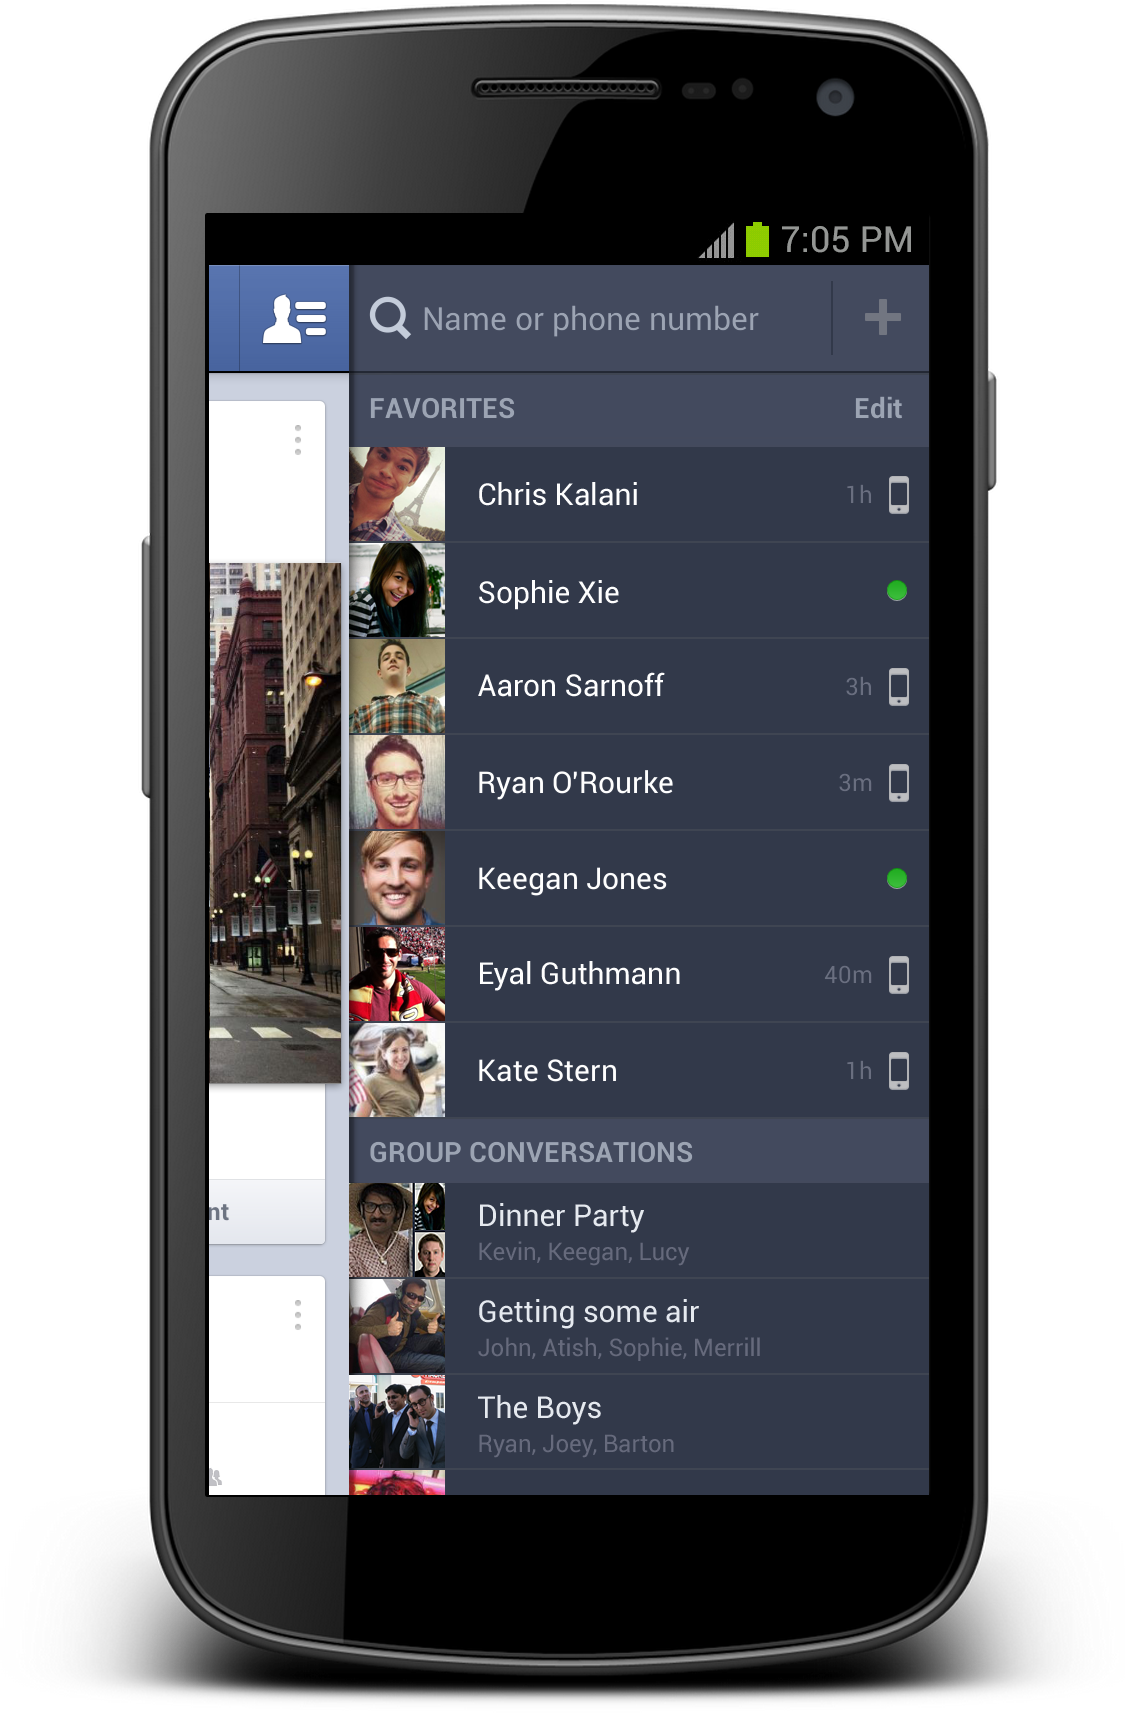 7:05 PM
Name or phone number
FAVORITES Edit
Chris Kalani 1h
Sophie Xie
Aaron Sarnoff 3h
Ryan O'Rourke 3m
Keegan Jones
Eyal Guthmann 40m
Kate Stern 1h
GROUP CONVERSATIONS
nt
Dinner Party
Kevin, Keegan, Lucy
Getting some air
John, Atish, Sophie, Merrill
The Boys
Ryan, Joey, Barton